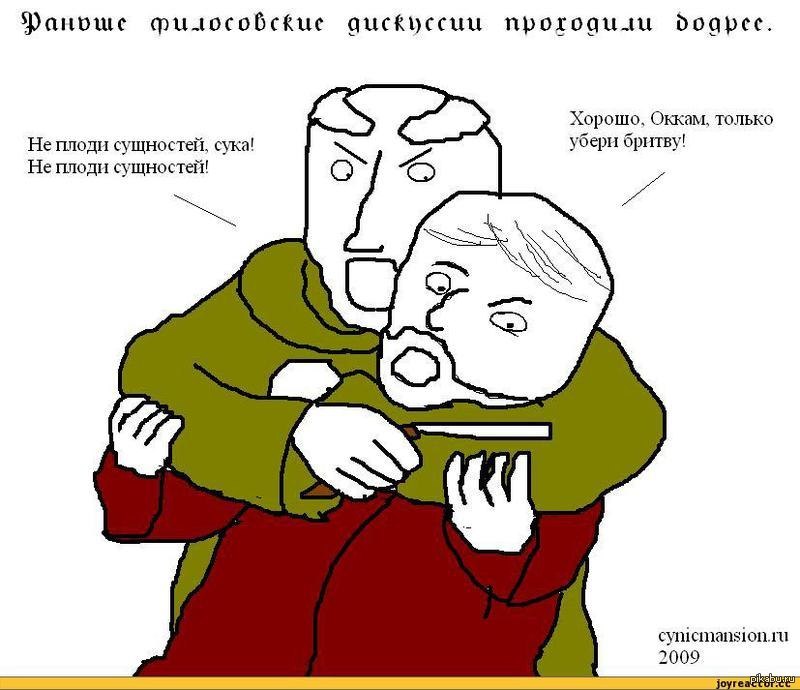 Раньше философские дискуссии проходили бодрее.
Хорошо, Оккам, только
убери бритву!
Не плоди сущностей, сука!
Не плоди сущностей!
cynicmansion.ru
2009
pikabu.ru
joyreactor.cc